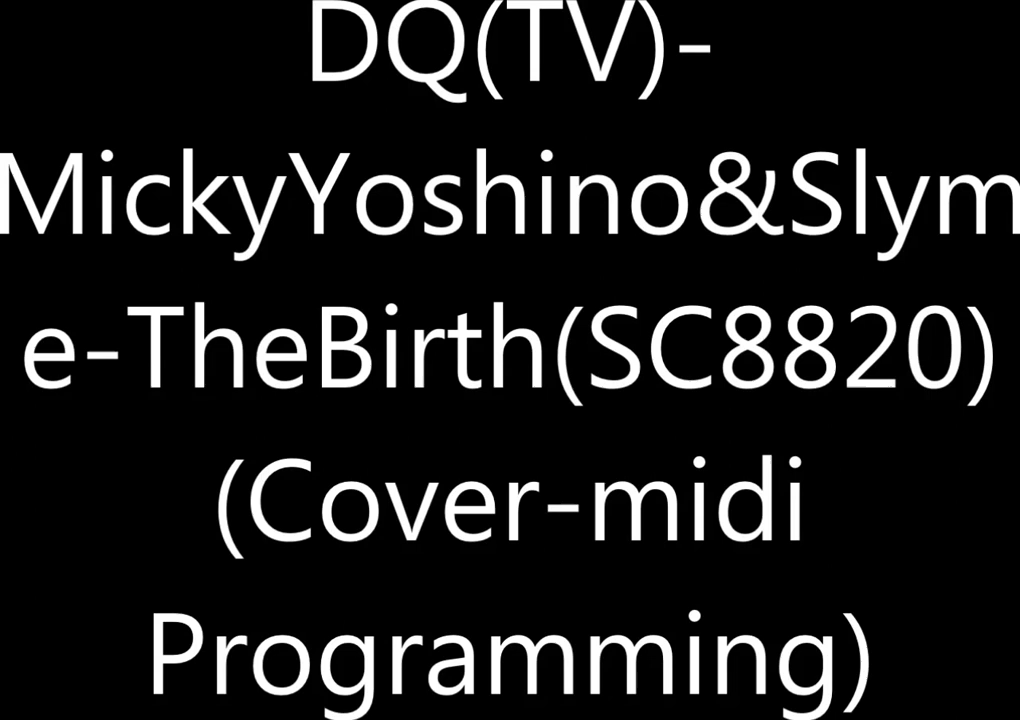 DQ(TV)-
MickyYoshino&Slym
e-TheBirth(SC8820)
(Cover-midi
Programming)